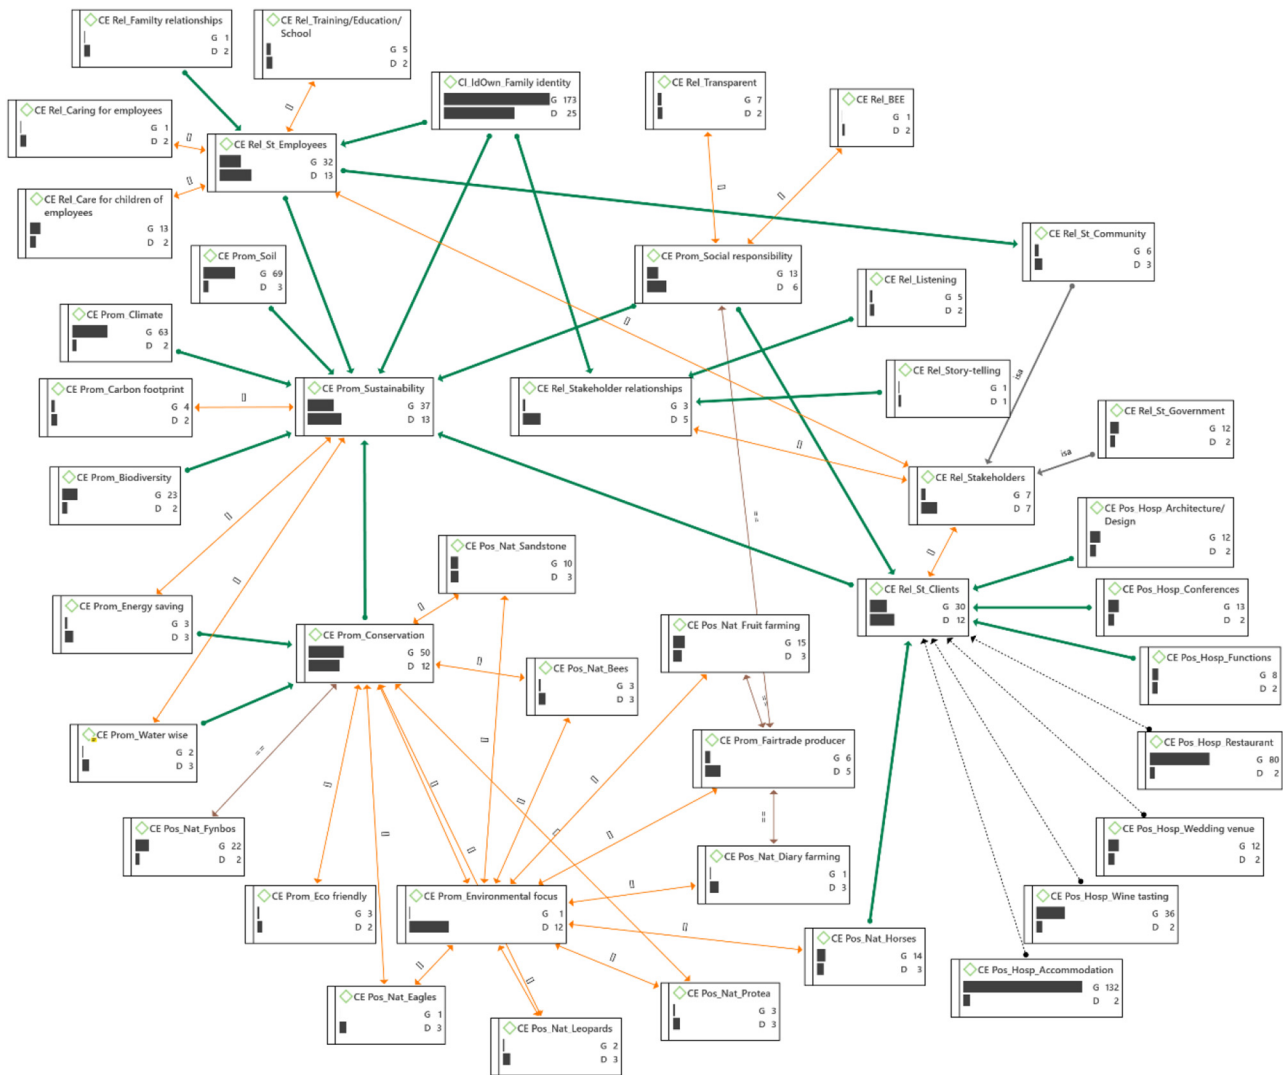 CE Rel_Familty relationships
G 1
D 2
CE Rel_Training/Education/
School
G 5
D 2
CI_IdOwn_Family identity
G 173
D 25
CE Rel_Transparent
G 7
D 2
CE Rel_BEE
G 1
D 2
CE Rel_Caring for employees
G 1
D 2
CE Rel_St_Employees
G 32
D 13
CE Rel_Care for children of
employees
G 13
D 2
CE Rel_St_Community
G 6
D 3
CE Prom_Soil
G 69
D 3
CE Prom_Social responsibility
G 13
D 6
CE Rel_Listening
G 5
D 2
CE Prom_Climate
G 63
D 2
isa
CE Rel_Story-telling
G 1
D 1
CE Prom_Carbon footprint
G 4
D 2
CE Prom_Sustainability
G 37
D 13
CE Rel_Stakeholder relationships
G 3
D 5
CE Rel_St_Government
G 12
D 2
isa
CE Prom_Biodiversity
G 23
D 2
CE Rel_Stakeholders
G 7
D 7
CE Pos_Hosp_Architecture/
Design
G 12
D 2
CE Pos_Nat_Sandstone
G 10
D 3
==
CE Prom_Energy saving
G 3
D 3
CE Rel_St_Clients
G 30
D 12
CE Pos_Hosp_Conferences
G 13
D 2
CE Prom_Conservation
G 50
D 12
CE Pos_Nat_Fruit farming
G 15
D 3
CE Pos_Nat_Bees
G 3
D 3
CE Pos_Hosp_Functions
G 8
D 2
==
CE Prom_Water wise
G 2
D 3
==
CE Prom_Fairtrade producer
G 6
D 5
CE Pos_Hosp_Restaurant
G 80
D 2
CE Pos_Nat_Fynbos
G 22
D 2
==
CE Pos_Hosp_Wedding venue
G 12
D 2
CE Pos_Nat_Diary farming
G 1
D 3
CE Prom_Eco friendly
G 3
D 2
CE Prom_Environmental focus
G 1
D 12
CE Pos_Hosp_Wine tasting
G 36
D 2
CE Pos_Nat_Horses
G 14
D 3
CE Pos_Hosp_Accommodation
G 132
D 2
CE Pos_Nat_Eagles
G 1
D 3
CE Pos_Nat_Protea
G 3
D 3
CE Pos_Nat_Leopards
G 2
D 3